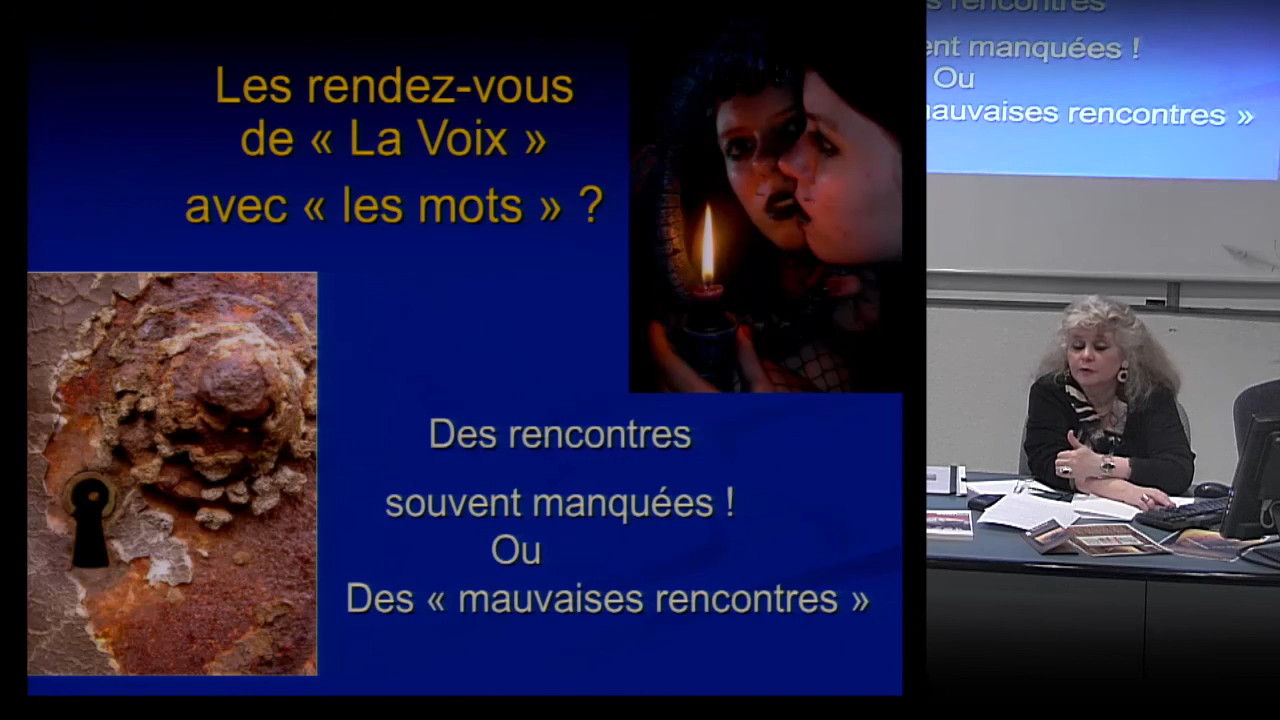 Les rendez-vous
de « La Voix »
avec « les mots » ?
Des rencontres
souvent manquées !
Ou
Des « mauvaises rencontres »
s rencontres
ent manquées !
Ou
mauvaises rencontres »